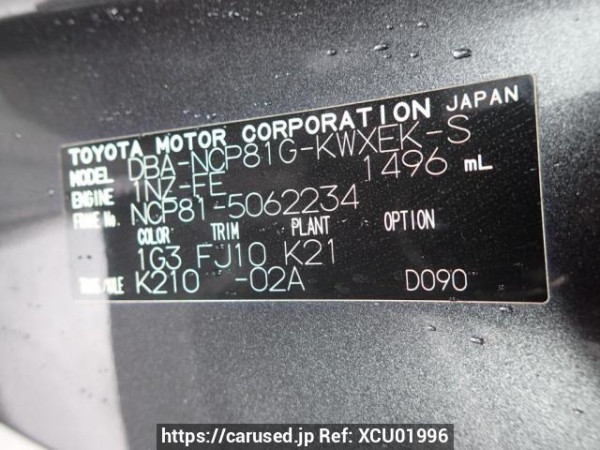 TOYOTA MOTOR CORPORATION JAPAN
MODEL DBA-NCP81G-KWXEK-S
ENGINE 1NZ-FE 1496 mL
FRAME No. NCP81-5062234
COLOR TRIM PLANT OPTION
1G3 FJ10 K21
TRANS/AXLE K210 -02A D090
https://carused.jp Ref: XCU01996